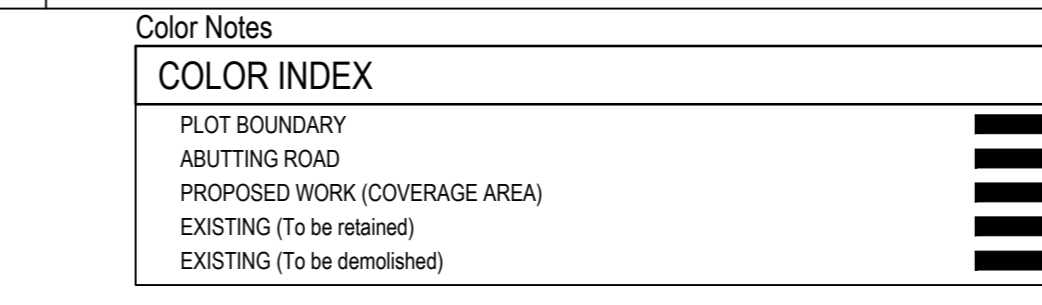 Color Notes
COLOR INDEX
PLOT BOUNDARY
ABUTTING ROAD
PROPOSED WORK (COVERAGE AREA)
EXISTING (To be retained)
EXISTING (To be demolished)